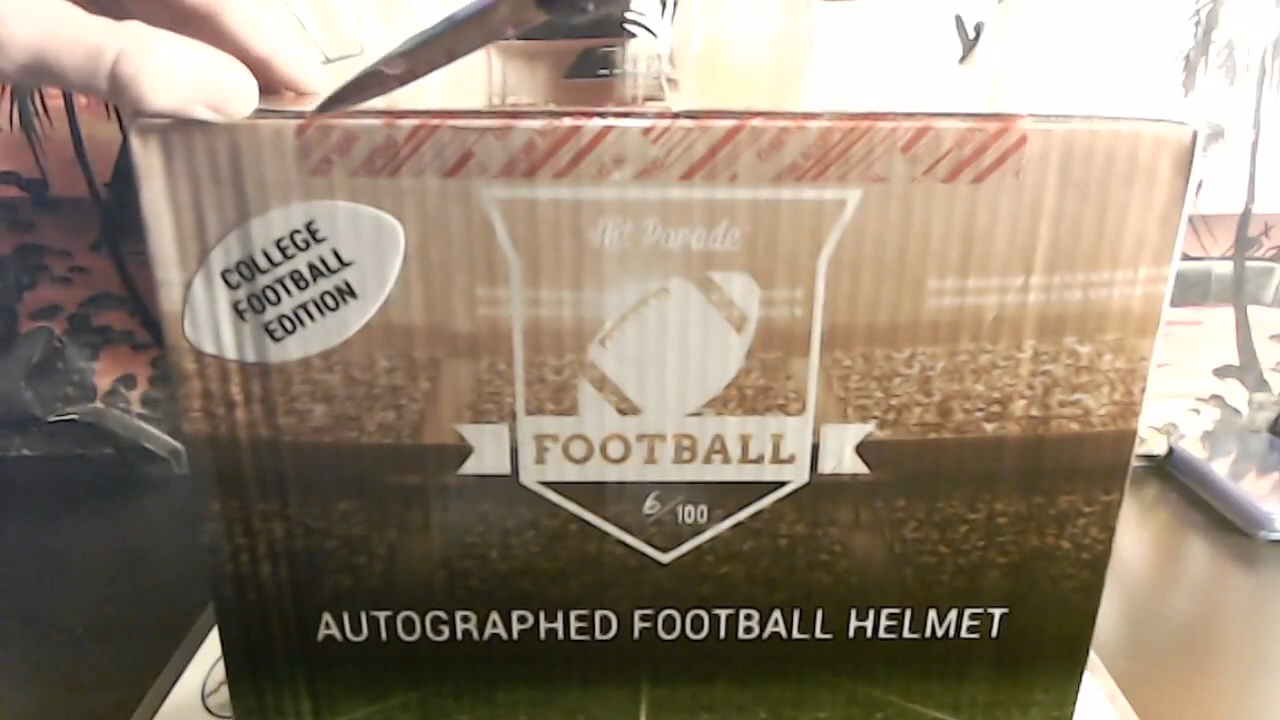 COLLEGE
FOOTBALL
EDITION
Hit Parade
FOOTBALL
6/100
AUTOGRAPHED FOOTBALL HELMET